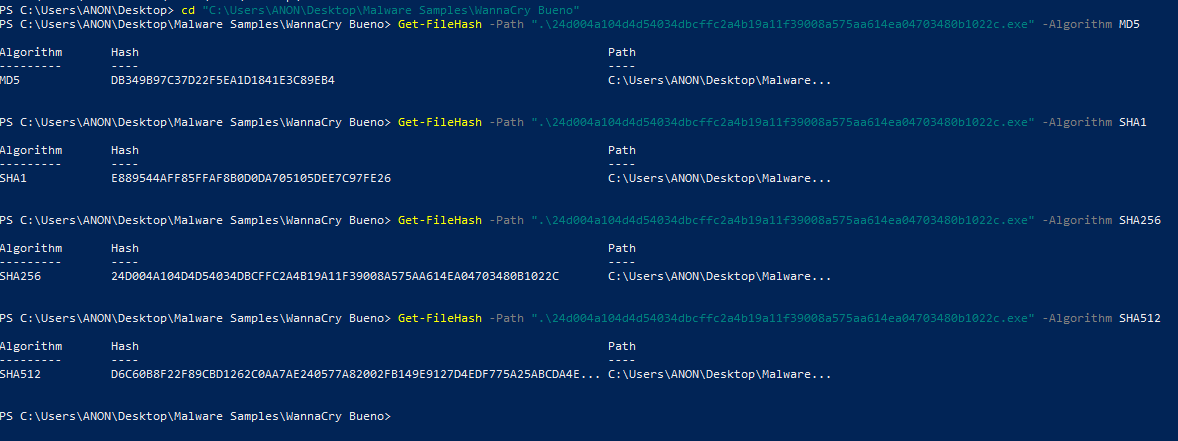 PS C:\Users\ANON\Desktop> cd "C:\Users\ANON\Desktop\Malware Samples\WannaCry Bueno"
PS C:\Users\ANON\Desktop\Malware Samples\WannaCry Bueno> Get-FileHash -Path ".\24d004a104d4d54034dbcffc2a4b19a11f39008a575aa614ea04703480b1022c.exe" -Algorithm MD5
Algorithm Hash Path
--------- ---- ----
MD5 DB349B97C37D22F5EA1D1841E3C89EB4 C:\Users\ANON\Desktop\Malware...
PS C:\Users\ANON\Desktop\Malware Samples\WannaCry Bueno> Get-FileHash -Path ".\24d004a104d4d54034dbcffc2a4b19a11f39008a575aa614ea04703480b1022c.exe" -Algorithm SHA1
Algorithm Hash Path
--------- ---- ----
SHA1 E889544AFF85FFAF8B0D0DA705105DEE7C97FE26 C:\Users\ANON\Desktop\Malware...
PS C:\Users\ANON\Desktop\Malware Samples\WannaCry Bueno> Get-FileHash -Path ".\24d004a104d4d54034dbcffc2a4b19a11f39008a575aa614ea04703480b1022c.exe" -Algorithm SHA256
Algorithm Hash Path
--------- ---- ----
SHA256 24D004A104D4D54034DBCFFC2A4B19A11F39008A575AA614EA04703480B1022C C:\Users\ANON\Desktop\Malware...
PS C:\Users\ANON\Desktop\Malware Samples\WannaCry Bueno> Get-FileHash -Path ".\24d004a104d4d54034dbcffc2a4b19a11f39008a575aa614ea04703480b1022c.exe" -Algorithm SHA512
Algorithm Hash Path
--------- ---- ----
SHA512 D6C60B8F22F89CBD1262C0AA7AE240577A82002FB149E9127D4EDF775A25ABCDA4E... C:\Users\ANON\Desktop\Malware...
PS C:\Users\ANON\Desktop\Malware Samples\WannaCry Bueno>